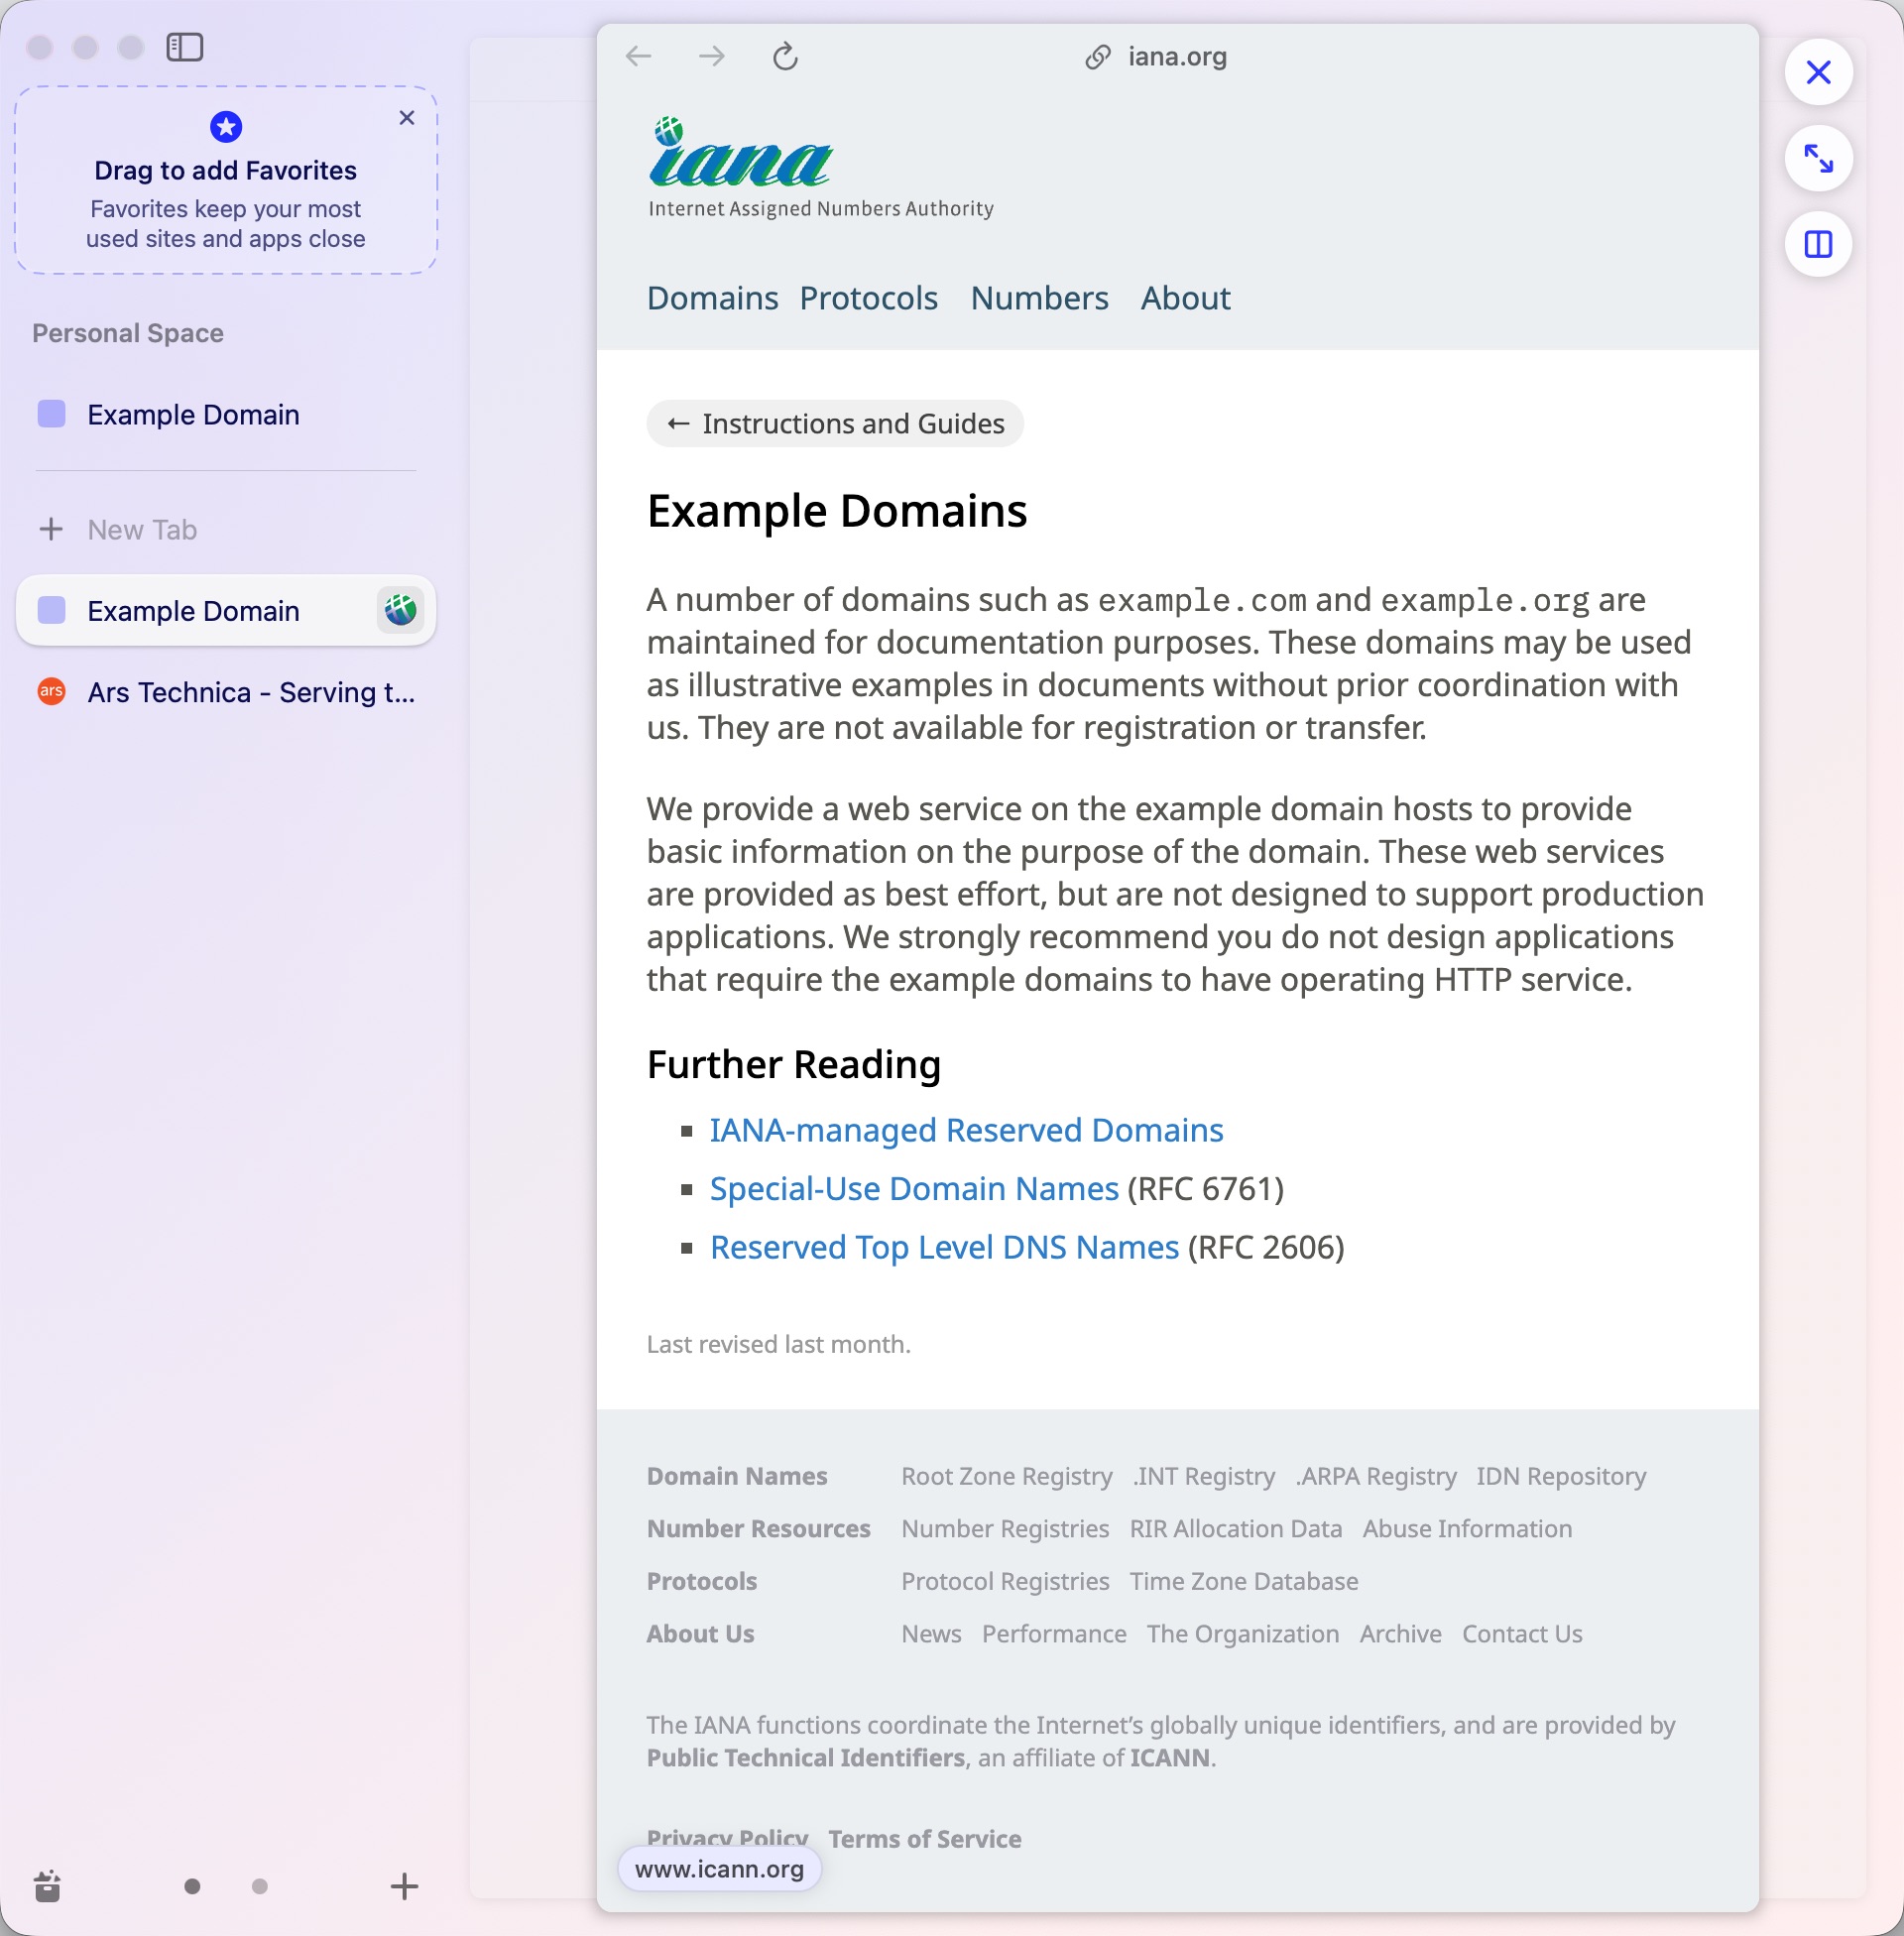 Drag to add Favorites
Favorites keep your most
used sites and apps close
Personal Space
Example Domain
New Tab
Example Domain
ars Ars Technica - Serving t...
iana.org
iana
Internet Assigned Numbers Authority
Domains Protocols Numbers About
← Instructions and Guides
Example Domains
A number of domains such as example.com and example.org are
maintained for documentation purposes. These domains may be used
as illustrative examples in documents without prior coordination with
us. They are not available for registration or transfer.
We provide a web service on the example domain hosts to provide
basic information on the purpose of the domain. These web services
are provided as best effort, but are not designed to support production
applications. We strongly recommend you do not design applications
that require the example domains to have operating HTTP service.
Further Reading
▪ IANA-managed Reserved Domains
▪ Special-Use Domain Names (RFC 6761)
▪ Reserved Top Level DNS Names (RFC 2606)
Last revised last month.
Domain Names Root Zone Registry .INT Registry .ARPA Registry IDN Repository
Number Resources Number Registries RIR Allocation Data Abuse Information
Protocols Protocol Registries Time Zone Database
About Us News Performance The Organization Archive Contact Us
The IANA functions coordinate the Internet’s globally unique identifiers, and are provided by
Public Technical Identifiers, an affiliate of ICANN.
Privacy Policy Terms of Service
www.icann.org